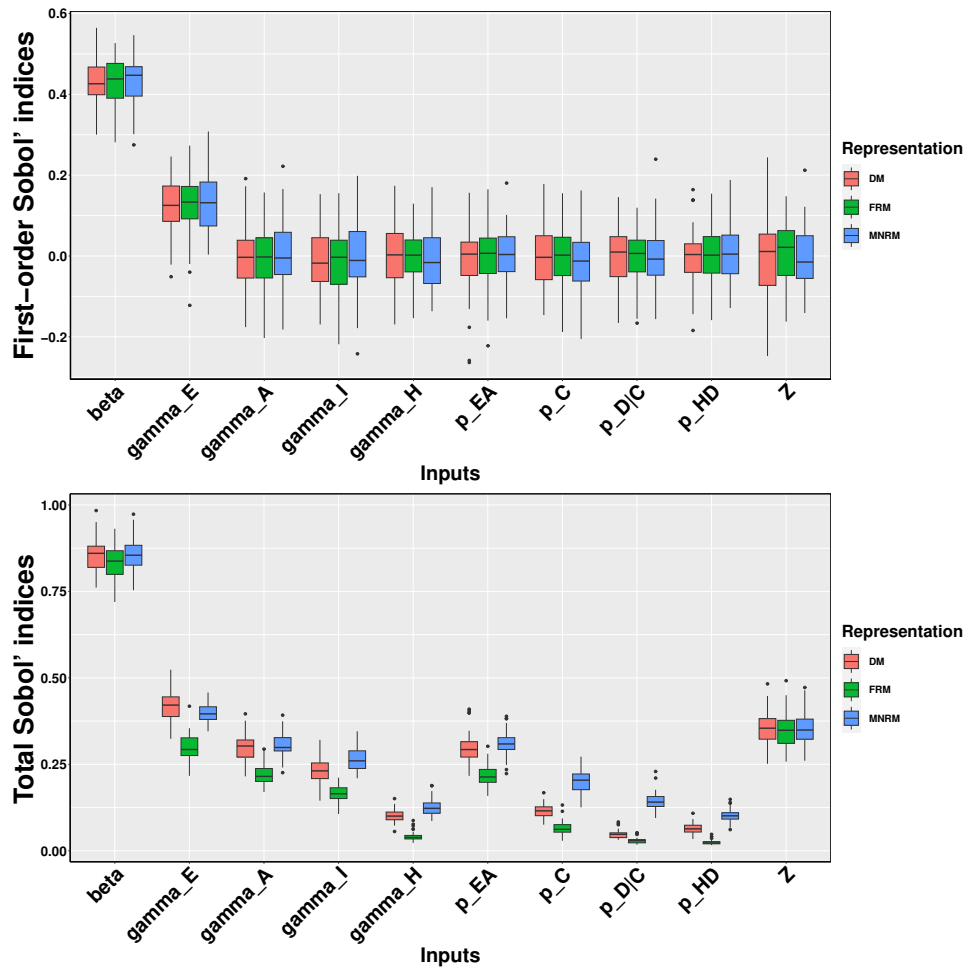 First−order Sobol' indices
0.6
0.4
0.2
0.0
−0.2
beta
gamma_E
gamma_A
gamma_I
gamma_H
p_EA
p_C
p_D|C
p_HD
Z
Inputs
Representation
DM
FRM
MNRM
Total Sobol' indices
1.00
0.75
0.50
0.25
0.00
beta
gamma_E
gamma_A
gamma_I
gamma_H
p_EA
p_C
p_D|C
p_HD
Z
Inputs
Representation
DM
FRM
MNRM